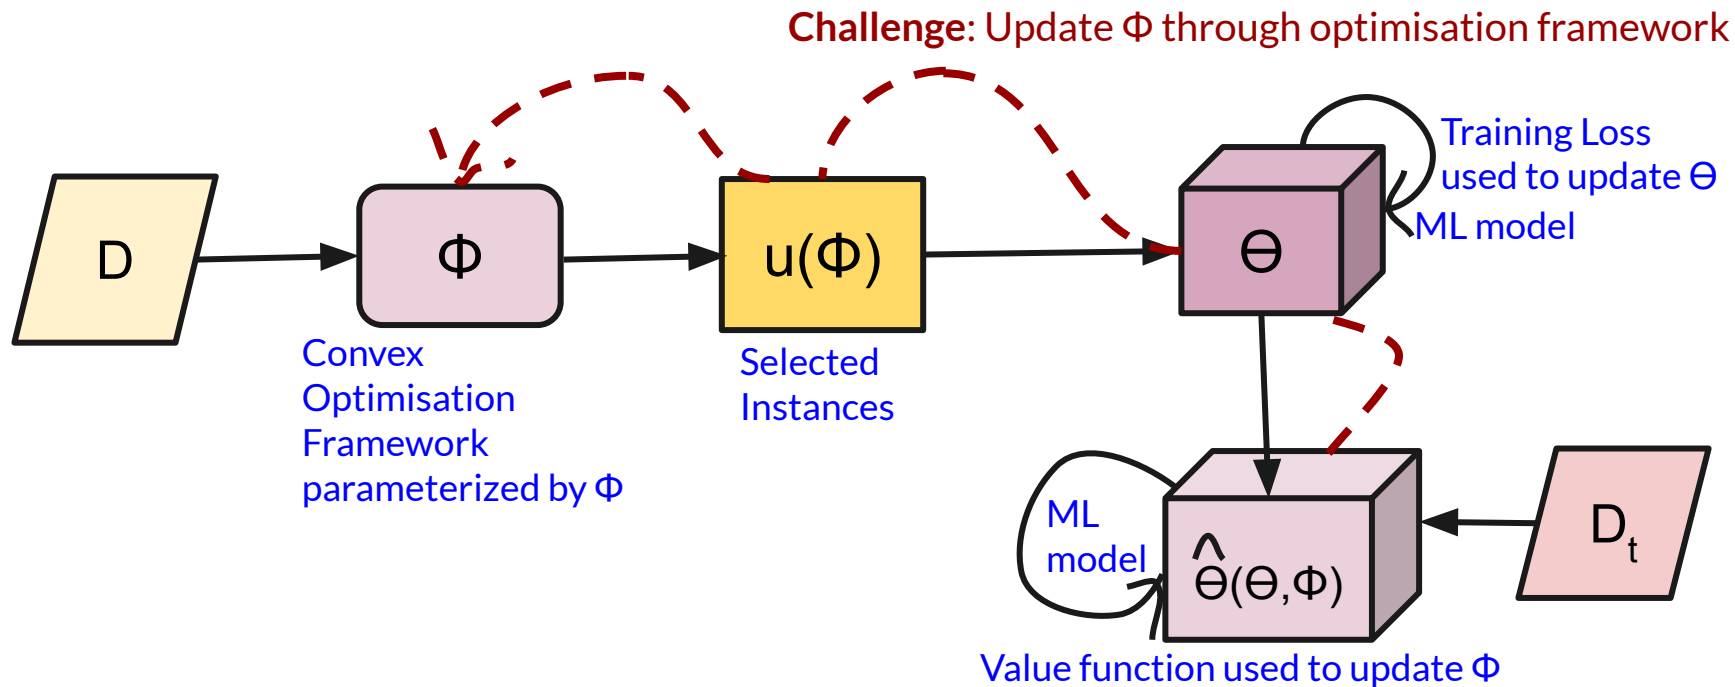 Challenge: Update Φ through optimisation framework
D
Φ
u(Φ)
Ɵ
Training Loss
used to update Ɵ
ML model
Convex
Optimisation
Framework
parameterized by Φ
Selected
Instances
ML
model
Ɵ̂(Ɵ,Φ)
Dₜ
Value function used to update Φ